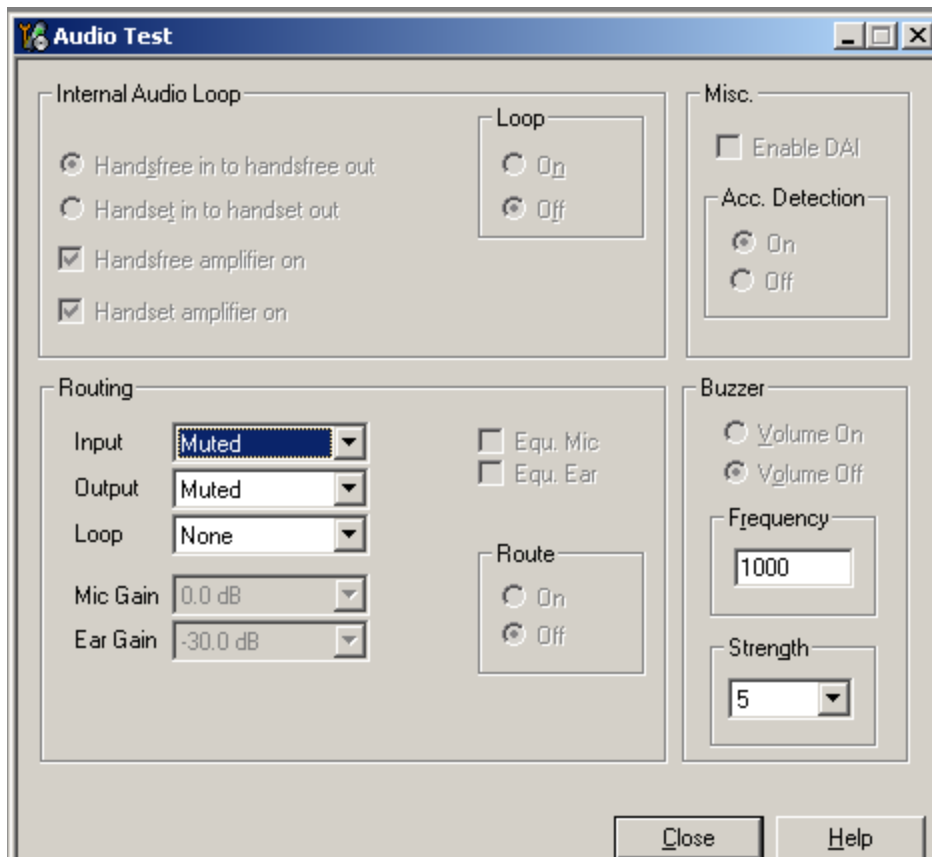 Audio Test
Internal Audio Loop
Handsfree in to handsfree out
Handset in to handset out
Handsfree amplifier on
Handset amplifier on
Loop
On
Off
Misc.
Enable DAI
Acc. Detection
On
Off
Routing
Input Muted
Output Muted
Loop None
Mic Gain 0.0 dB
Ear Gain -30.0 dB
Equ. Mic
Equ. Ear
Route
On
Off
Buzzer
Volume On
Volume Off
Frequency
1000
Strength
5
Close
Help